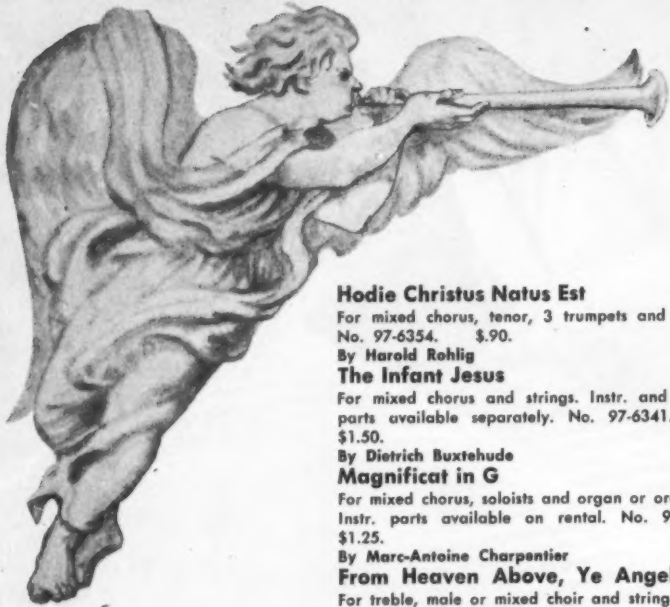 Hodie Christus Natus Est
For mixed chorus, tenor, 3 trumpets and
No. 97-6354. $.90.
By Harold Rohlig
The Infant Jesus
For mixed chorus and strings. Instr. and
parts available separately. No. 97-6341.
$1.50.
By Dietrich Buxtehude
Magnificat in G
For mixed chorus, soloists and organ or or
Instr. parts available on rental. No. 9
$1.25.
By Marc-Antoine Charpentier
From Heaven Above, Ye Angel
For treble, male or mixed choir and string